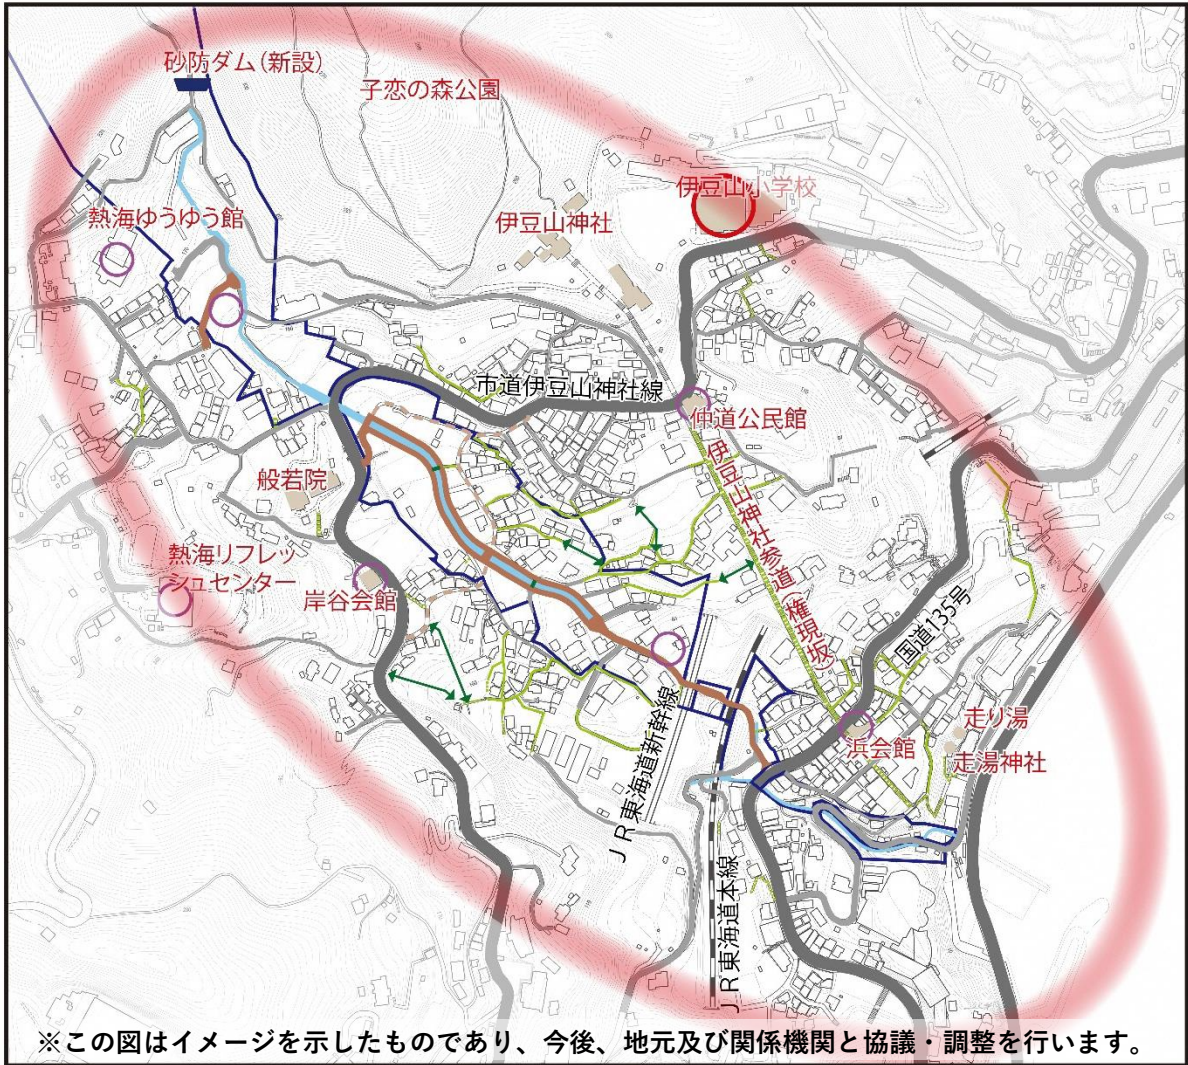 砂防ダム（新設）
子恋の森公園
伊豆山小学校
熱海ゆうゆう館
伊豆山神社
市道伊豆山神社線
仲道公民館
般若院
伊豆山神社参道（権現坂）
熱海リフレッ
シュセンター
岸谷会館
国道135号
走り湯
浜会館
走湯神社
ＪＲ東海道新幹線
ＪＲ東海道本線
※この図はイメージを示したものであり、今後、地元及び関係機関と協議・調整を行います。